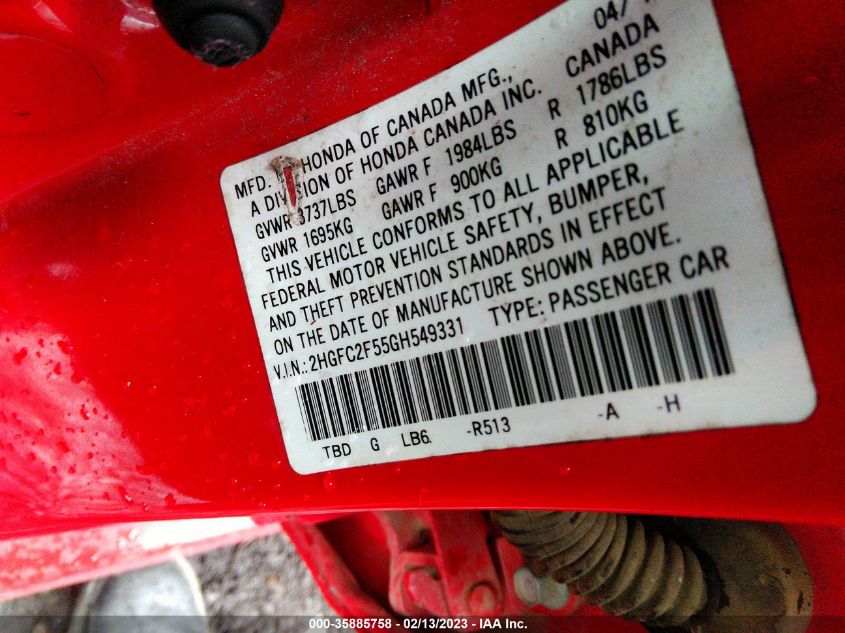 04/
MFD. HONDA OF CANADA MFG.,
A DIVISION OF HONDA CANADA INC. CANADA
GVWR 3737LBS GAWR F 1984LBS R 1786LBS
GVWR 1695KG GAWR F 900KG R 810KG
THIS VEHICLE CONFORMS TO ALL APPLICABLE
FEDERAL MOTOR VEHICLE SAFETY, BUMPER,
AND THEFT PREVENTION STANDARDS IN EFFECT
ON THE DATE OF MANUFACTURE SHOWN ABOVE.
V.I.N.:2HGFC2F55GH549331 TYPE: PASSENGER CAR
TBD G LB6. -R513 -A -H
000-35885758 - 02/13/2023 - IAA Inc.